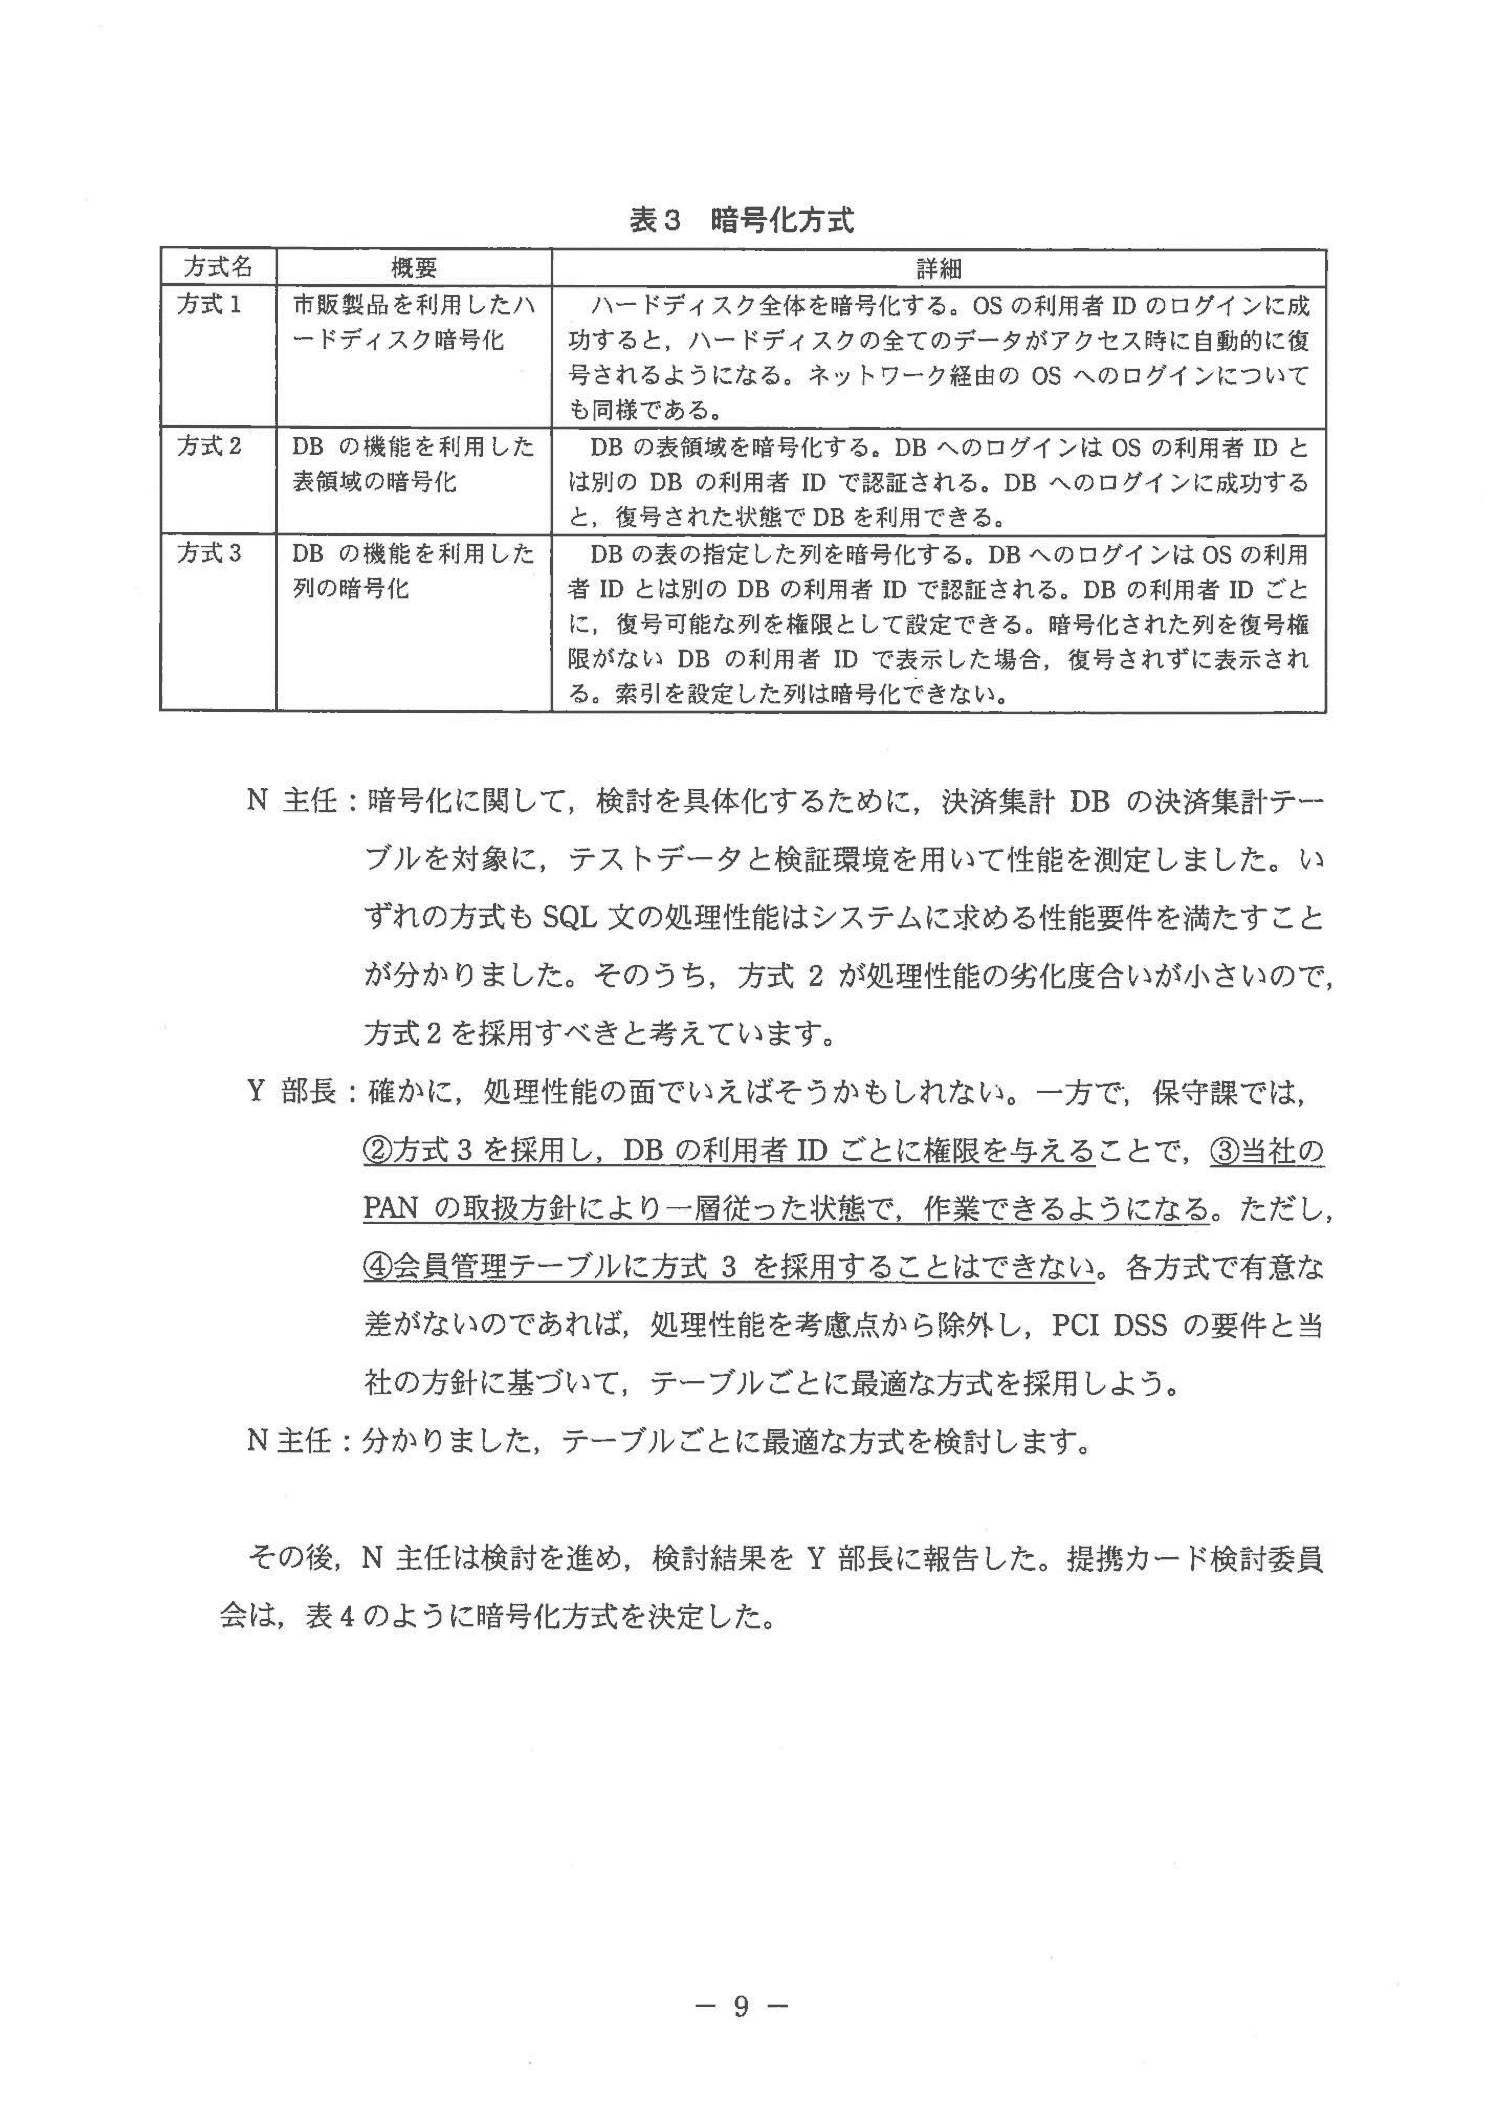 表3 暗号化方式
方式名 概要 詳細
方式1 市販製品を利用したハ
ードディスク暗号化
ハードディスク全体を暗号化する。OS の利用者 ID のログインに成
功すると，ハードディスクの全てのデータがアクセス時に自動的に復
号されるようになる。ネットワーク経由の OS へのログインについて
も同様である。
方式2 DB の機能を利用した
表領域の暗号化
DB の表領域を暗号化する。DB へのログインは OS の利用者 ID と
は別の DB の利用者 ID で認証される。DB へのログインに成功する
と，復号された状態で DB を利用できる。
方式3 DB の機能を利用した
列の暗号化
DB の表の指定した列を暗号化する。DB へのログインは OS の利用
者 ID とは別の DB の利用者 ID で認証される。DB の利用者 ID ごと
に，復号可能な列を権限として設定できる。暗号化された列を復号権
限がない DB の利用者 ID で表示した場合，復号されずに表示され
る。索引を設定した列は暗号化できない。
N 主任：暗号化に関して，検討を具体化するために，決済集計 DB の決済集計テー
ブルを対象に，テストデータと検証環境を用いて性能を測定しました。い
ずれの方式も SQL 文の処理性能はシステムに求める性能要件を満たすこと
が分かりました。そのうち，方式 2 が処理性能の劣化度合いが小さいので，
方式 2 を採用すべきと考えています。
Y 部長：確かに，処理性能の面でいえばそうかもしれない。一方で，保守課では，
②方式 3 を採用し，DB の利用者 ID ごとに権限を与えることで，③当社の
PAN の取扱方針により一層従った状態で，作業できるようになる。ただし，
④会員管理テーブルに方式 3 を採用することはできない。各方式で有意な
差がないのであれば，処理性能を考慮点から除外し，PCI DSS の要件と当
社の方針に基づいて，テーブルごとに最適な方式を採用しよう。
N 主任：分かりました，テーブルごとに最適な方式を検討します。
その後，N 主任は検討を進め，検討結果を Y 部長に報告した。提携カード検討委員
会は，表 4 のように暗号化方式を決定した。
－ 9 －